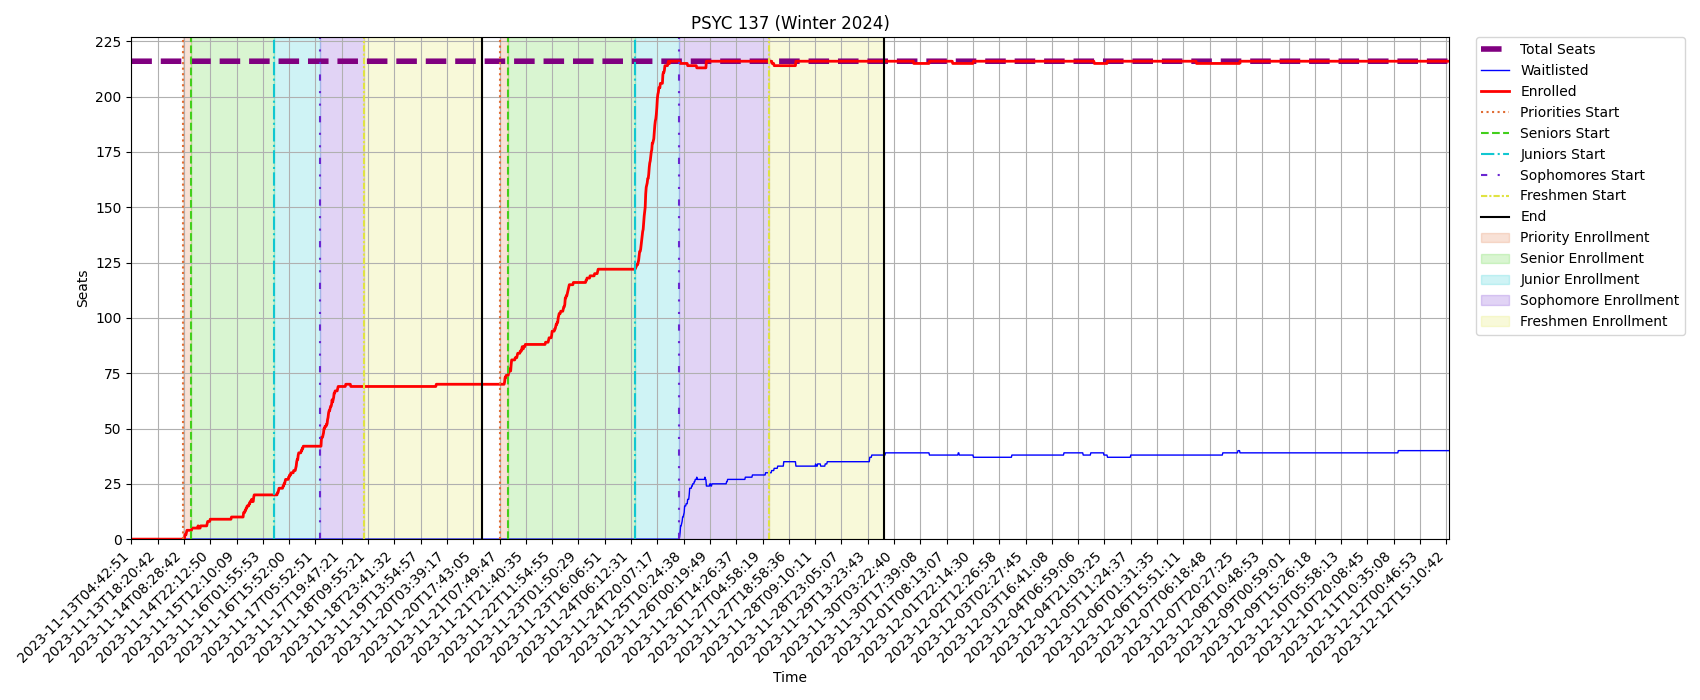 PSYC 137 (Winter 2024)
Seats
225
200
175
150
125
100
75
50
25
0
2023-11-13T04:42:51
2023-11-13T18:20:42
2023-11-14T08:28:42
2023-11-14T22:12:50
2023-11-15T12:10:09
2023-11-16T01:55:53
2023-11-16T15:52:00
2023-11-17T05:52:51
2023-11-17T19:47:21
2023-11-18T09:55:21
2023-11-18T23:41:32
2023-11-19T13:54:57
2023-11-20T03:39:17
2023-11-20T17:43:05
2023-11-21T07:49:47
2023-11-21T21:40:35
2023-11-22T11:54:55
2023-11-23T01:50:29
2023-11-23T16:06:51
2023-11-24T06:12:31
2023-11-24T20:07:17
2023-11-25T10:24:38
2023-11-26T00:19:49
2023-11-26T14:26:37
2023-11-27T04:58:19
2023-11-27T18:58:36
2023-11-28T09:10:11
2023-11-28T23:05:07
2023-11-29T13:23:43
2023-11-30T03:22:40
2023-11-30T17:39:08
2023-12-01T08:13:07
2023-12-01T22:14:30
2023-12-02T12:26:58
2023-12-03T03:27:45
2023-12-03T16:41:08
2023-12-04T06:59:06
2023-12-04T21:03:25
2023-12-05T11:24:37
2023-12-06T01:31:35
2023-12-06T15:51:11
2023-12-07T06:18:48
2023-12-07T20:27:25
2023-12-08T10:48:53
2023-12-09T00:59:01
2023-12-09T15:26:18
2023-12-10T05:58:13
2023-12-10T20:08:45
2023-12-11T10:35:08
2023-12-12T00:46:53
2023-12-12T15:10:42
Time
Total Seats
Waitlisted
Enrolled
Priorities Start
Seniors Start
Juniors Start
Sophomores Start
Freshmen Start
End
Priority Enrollment
Senior Enrollment
Junior Enrollment
Sophomore Enrollment
Freshmen Enrollment